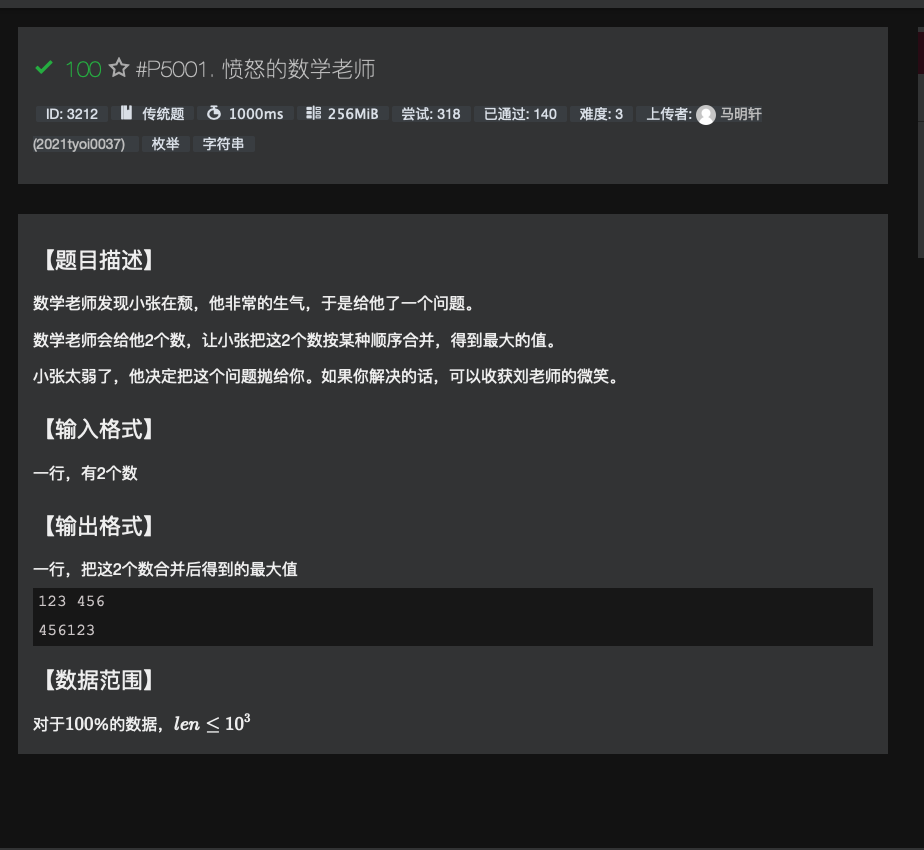 100 ☆ #P5001. 愤怒的数学老师
ID: 3212 传统题 1000ms 256MiB 尝试: 318 已通过: 140 难度: 3 上传者: 马明轩
(2021tyoi0037) 枚举 字符串
【题目描述】
数学老师发现小张在颓，他非常的生气，于是给他了一个问题。
数学老师会给他2个数，让小张把这2个数按某种顺序合并，得到最大的值。
小张太弱了，他决定把这个问题抛给你。如果你解决的话，可以收获刘老师的微笑。
【输入格式】
一行，有2个数
【输出格式】
一行，把这2个数合并后得到的最大值
123 456
456123
【数据范围】
对于100%的数据，len ≤ 10³